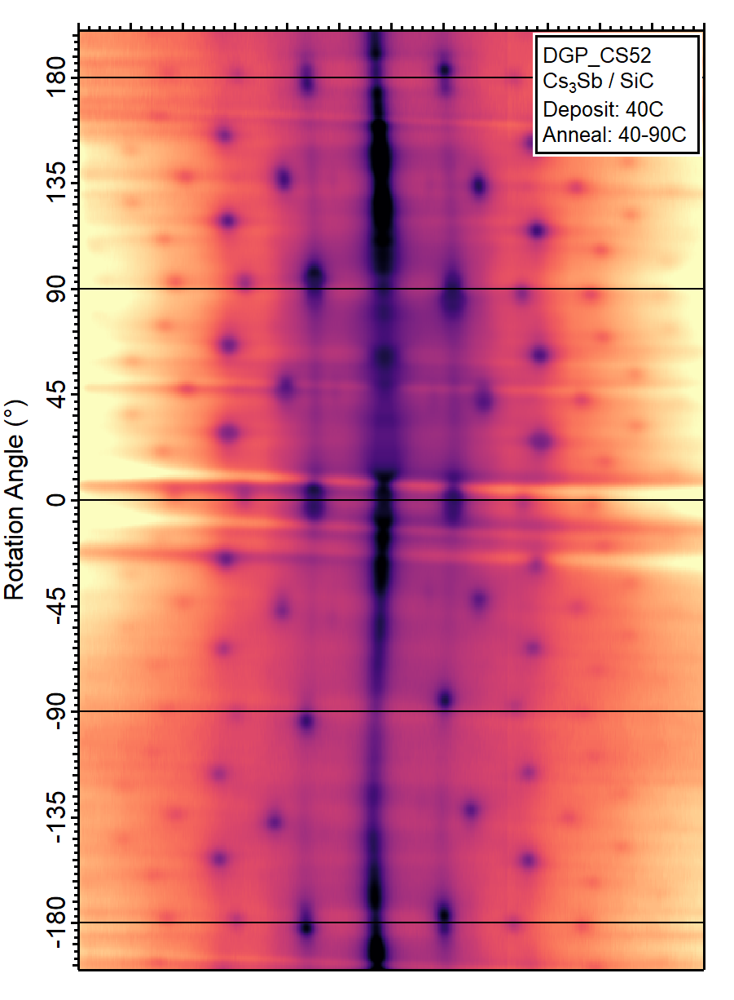 DGP_CS52
Cs₃Sb / SiC
Deposit: 40C
Anneal: 40-90C
180
135
90
45
0
-45
-90
-135
-180
Rotation Angle (°)